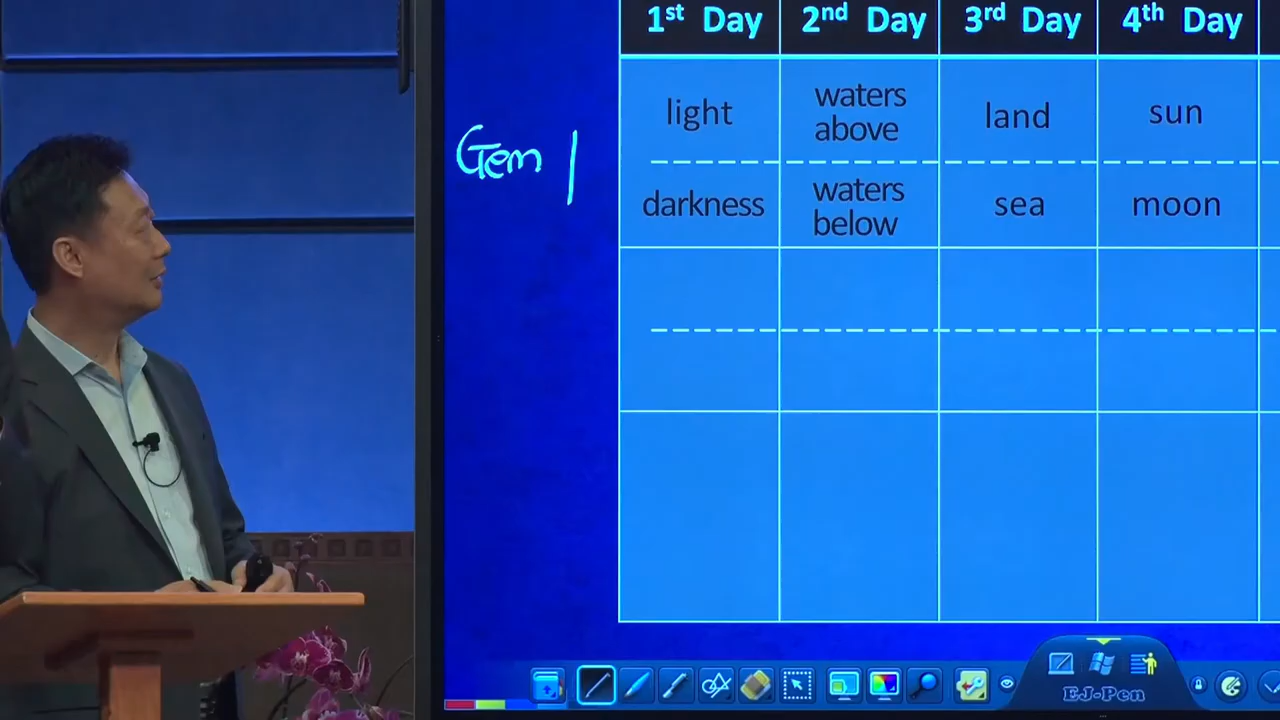 1st Day 2nd Day 3rd Day 4th Day
light waters above land sun
Gem 1
darkness waters below sea moon
EJ-Pen